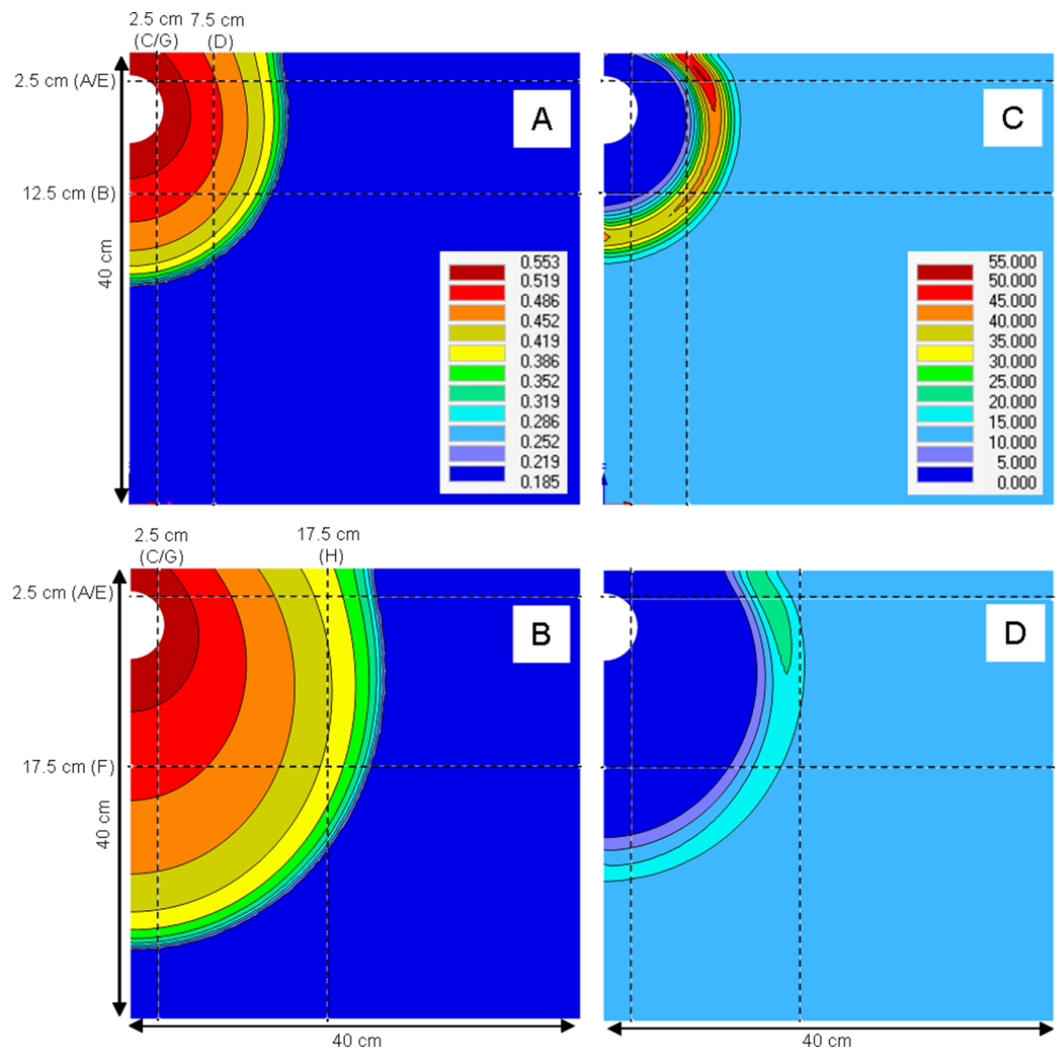 2.5 cm
(C/G)
7.5 cm
(D)
2.5 cm (A/E)
12.5 cm (B)
40 cm
A
0.553
0.519
0.486
0.452
0.419
0.386
0.352
0.319
0.286
0.252
0.219
0.185
C
55.000
50.000
45.000
40.000
35.000
30.000
25.000
20.000
15.000
10.000
5.000
0.000
2.5 cm
(C/G)
17.5 cm
(H)
2.5 cm (A/E)
17.5 cm (F)
40 cm
B
40 cm
D
40 cm